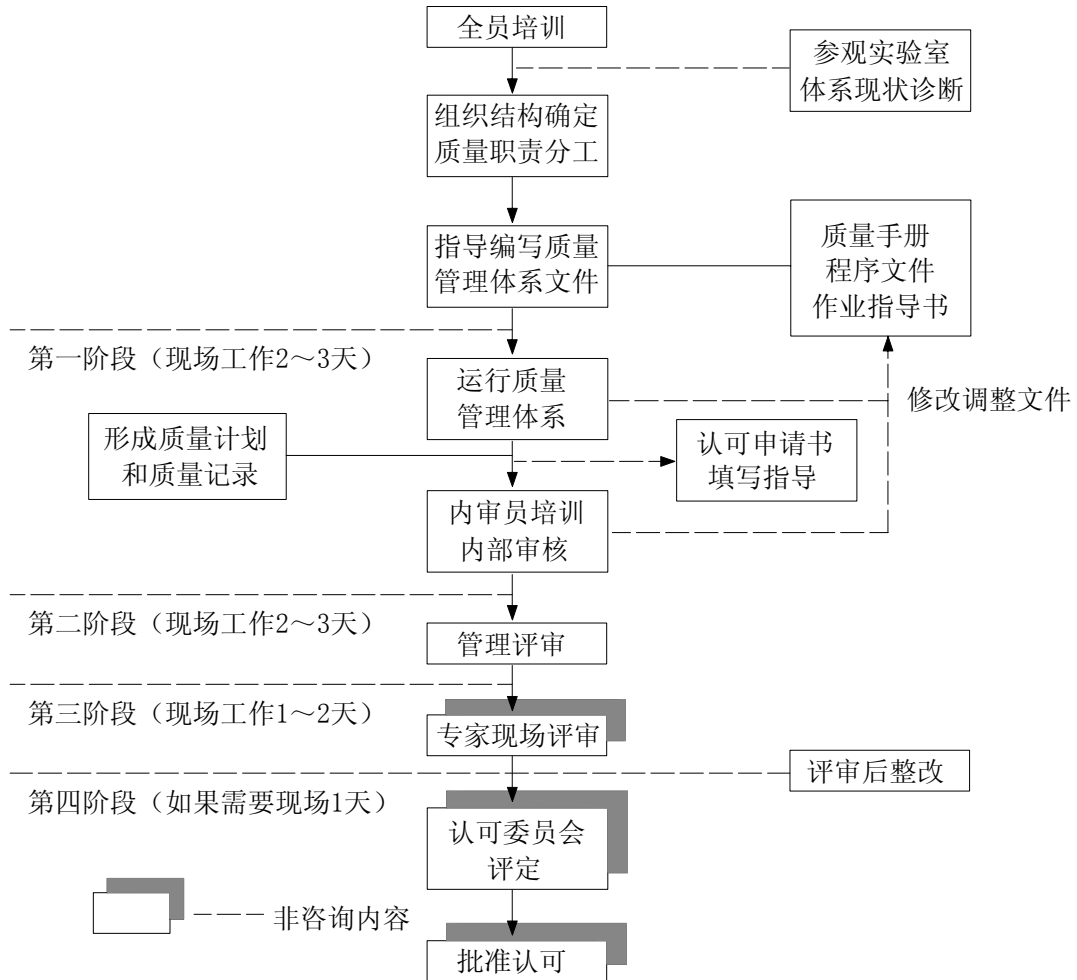 全员培训
参观实验室
体系现状诊断
组织结构确定
质量职责分工
指导编写质量
管理体系文件
质量手册
程序文件
作业指导书
第一阶段（现场工作2～3天）
运行质量
管理体系
修改调整文件
形成质量计划
和质量记录
认可申请书
填写指导
内审员培训
内部审核
第二阶段（现场工作2～3天）
管理评审
第三阶段（现场工作1～2天）
专家现场评审
评审后整改
第四阶段（如果需要现场1天）
认可委员会
评定
非咨询内容
批准认可